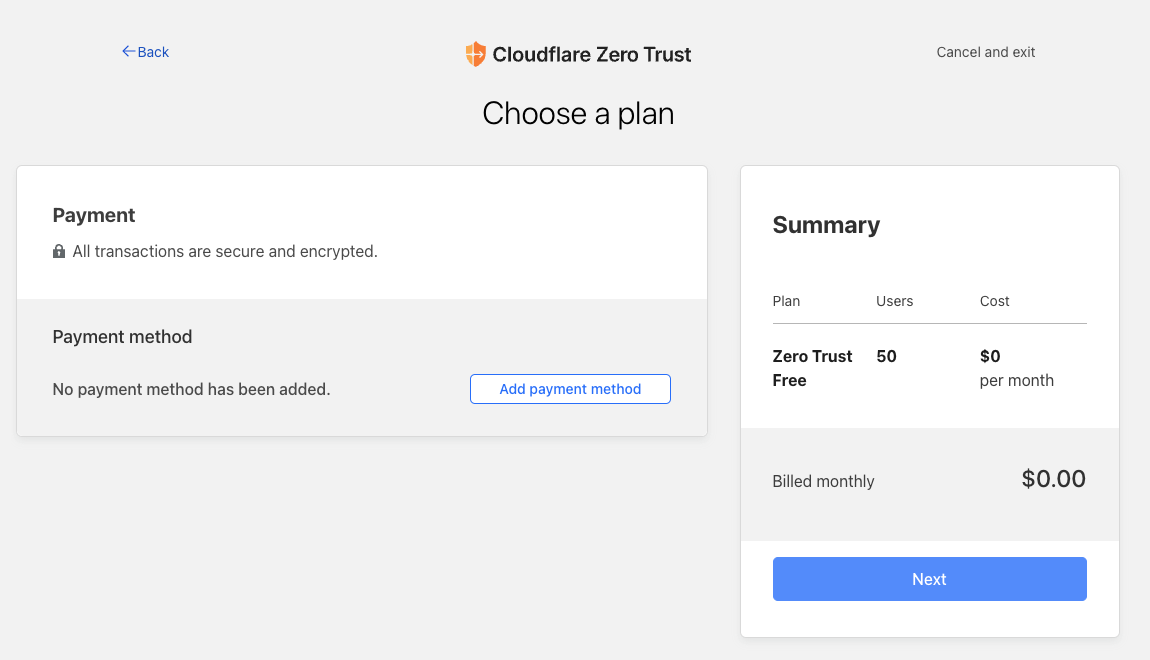 Back
Cloudflare Zero Trust
Cancel and exit
Choose a plan
Payment
All transactions are secure and encrypted.
Payment method
No payment method has been added.
Add payment method
Summary
Plan Users Cost
Zero Trust 50 $0
Free per month
Billed monthly $0.00
Next